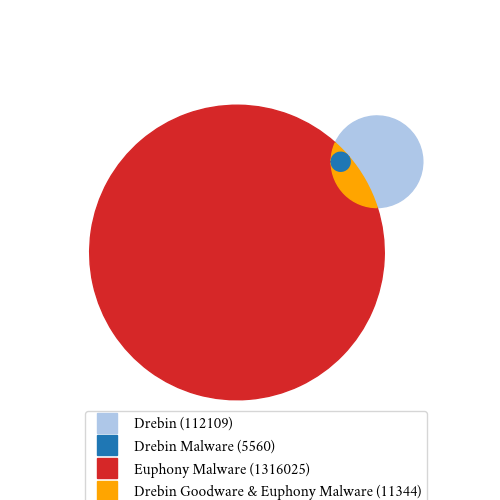 Drebin (112109)
Drebin Malware (5560)
Euphony Malware (1316025)
Drebin Goodware & Euphony Malware (11344)